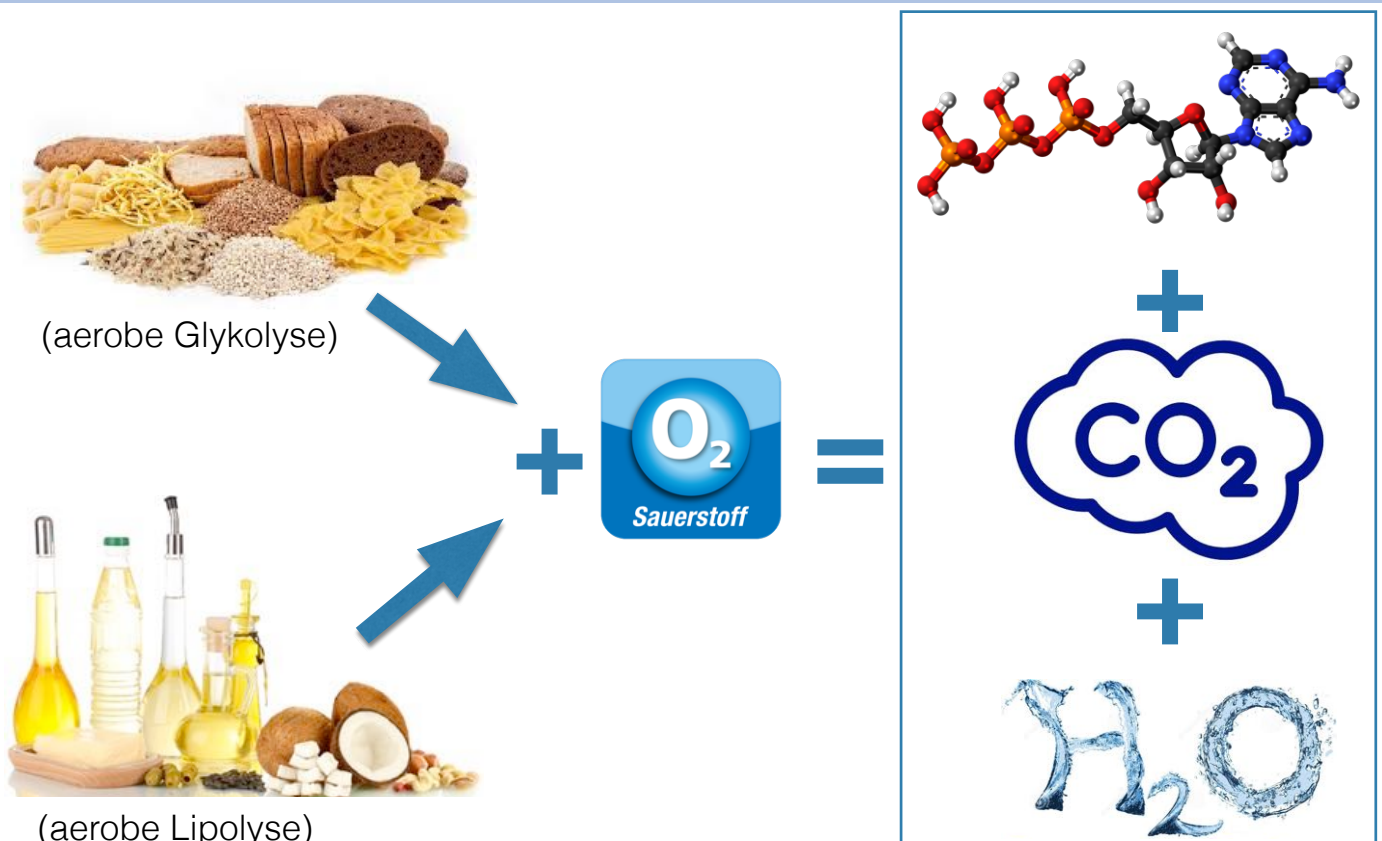 (aerobe Glykolyse)
(aerobe Lipolyse)
+
O₂
Sauerstoff
=
+
CO₂
+
H₂O